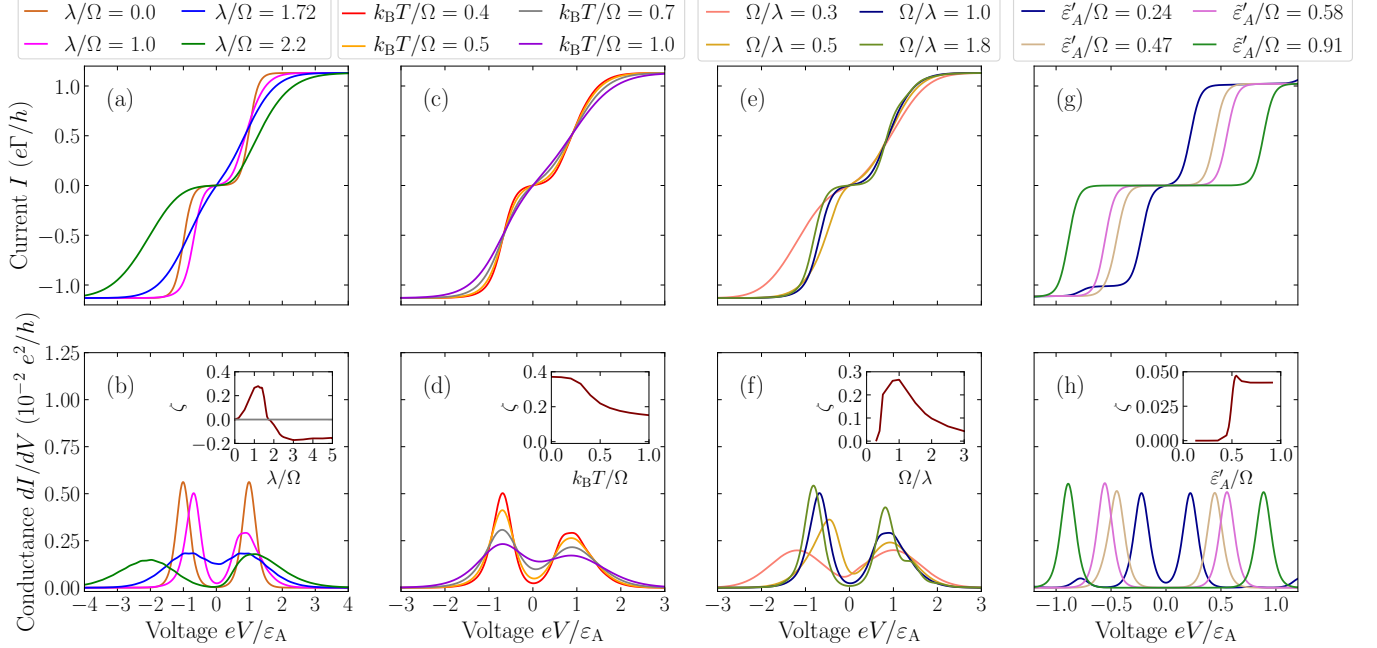 λ/Ω = 0.0 λ/Ω = 1.72
λ/Ω = 1.0 λ/Ω = 2.2
k_BT/Ω = 0.4 k_BT/Ω = 0.7
k_BT/Ω = 0.5 k_BT/Ω = 1.0
Ω/λ = 0.3 Ω/λ = 1.0
Ω/λ = 0.5 Ω/λ = 1.8
ε̃′_A/Ω = 0.24 ε̃′_A/Ω = 0.58
ε̃′_A/Ω = 0.47 ε̃′_A/Ω = 0.91
Current I (eΓ/h)
1.0
0.5
0.0
−0.5
−1.0
(a)
(c)
(e)
(g)
Conductance dI/dV (10⁻² e²/h)
1.25
1.00
0.75
0.50
0.25
0.00
(b)
ζ
0.4
0.2
0.0
−0.2
0 1 2 3 4 5
λ/Ω
−4 −3 −2 −1 0 1 2 3 4
Voltage eV/ε_A
(d)
ζ
0.4
0.2
0.0
0.0 0.5 1.0
k_BT/Ω
−3 −2 −1 0 1 2 3
Voltage eV/ε_A
(f)
ζ
0.3
0.2
0.1
0.0
0 1 2 3
Ω/λ
−3 −2 −1 0 1 2 3
Voltage eV/ε_A
(h)
ζ
0.050
0.025
0.000
0.0 0.5 1.0
ε̃′_A/Ω
−1.0 −0.5 0.0 0.5 1.0
Voltage eV/ε_A